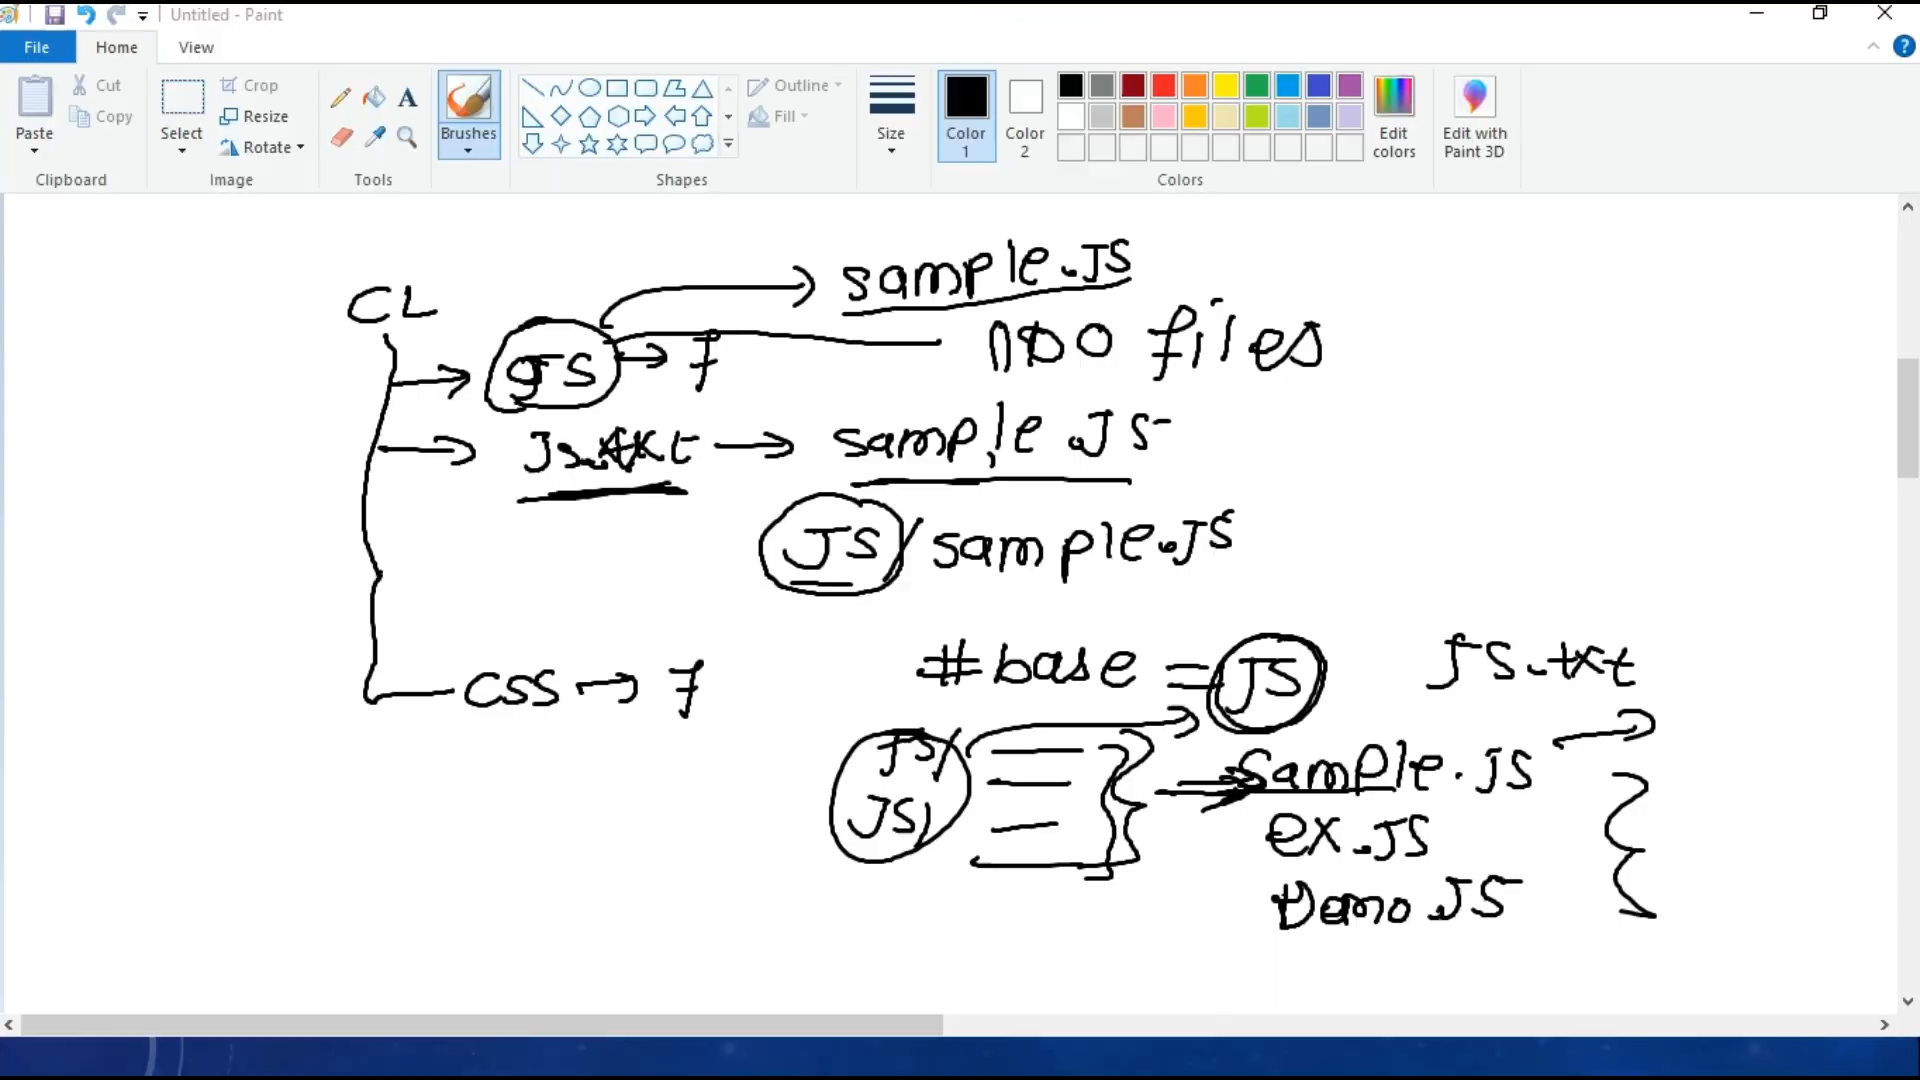 Untitled - Paint
File Home View
Cut
Copy
Paste
Clipboard
Select
Crop
Resize
Rotate
Image
Tools
Brushes
Shapes
Outline
Fill
Size
Color 1
Color 2
Edit colors
Colors
Edit with Paint 3D
sample.JS
CL
JS → 7
100 files
Js.txt → sample.JS
JS/sample.JS
CSS → 7
#base = JS JS.txt
JS/
JS/
Sample.JS
ex.JS
Demo.JS